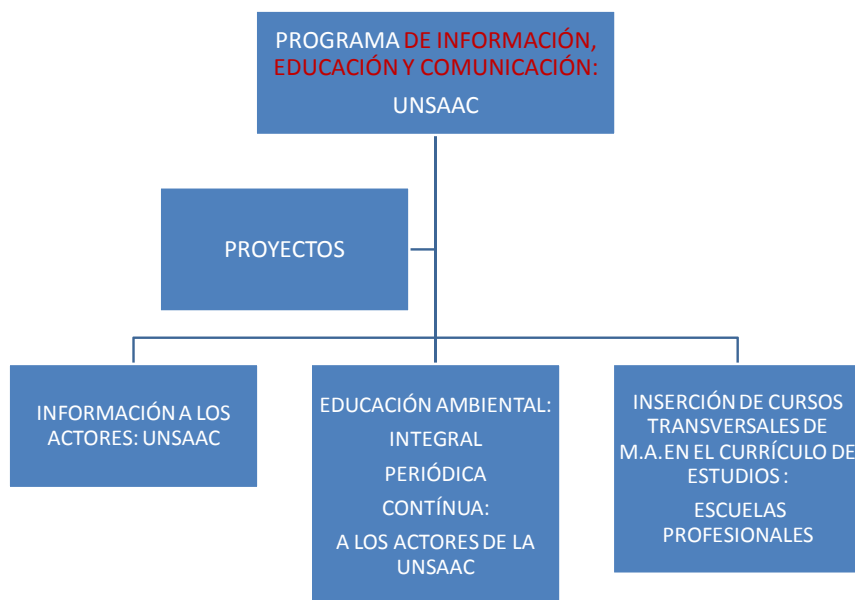 PROGRAMA DE INFORMACIÓN,
EDUCACIÓN Y COMUNICACIÓN:
UNSAAC
PROYECTOS
INFORMACIÓN A LOS
ACTORES: UNSAAC
EDUCACIÓN AMBIENTAL:
INTEGRAL
PERIÓDICA
CONTÍNUA:
A LOS ACTORES DE LA
UNSAAC
INSERCIÓN DE CURSOS
TRANSVERSALES DE
M.A.EN EL CURRÍCULO DE
ESTUDIOS :
ESCUELAS
PROFESIONALES